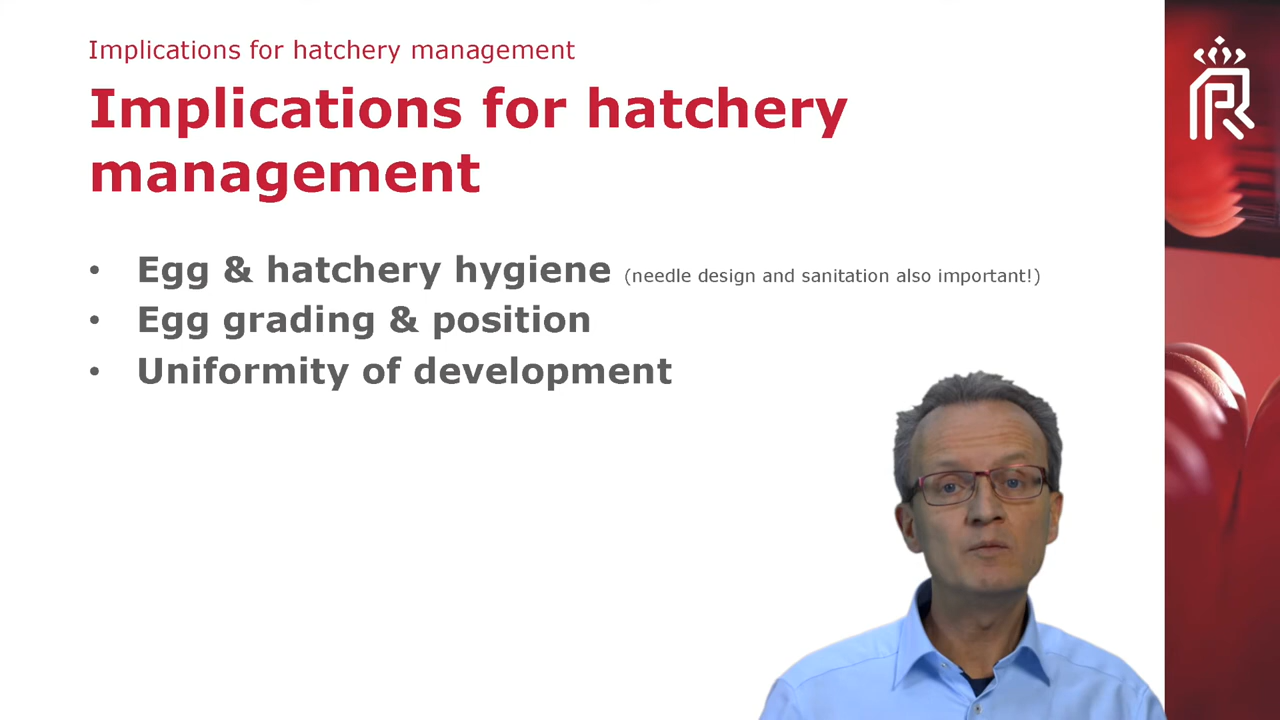 Implications for hatchery management
Implications for hatchery
management
• Egg & hatchery hygiene (needle design and sanitation also important!)
• Egg grading & position
• Uniformity of development